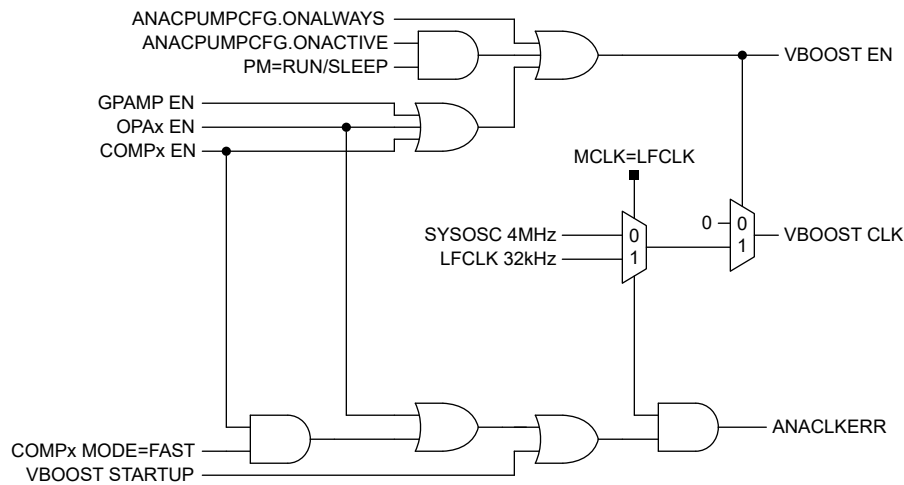 ANACPUMPCFG.ONALWAYS
ANACPUMPCFG.ONACTIVE
PM=RUN/SLEEP
VBOOST EN
GPAMP EN
OPAx EN
COMPx EN
MCLK=LFCLK
SYSOSC 4MHz
LFCLK 32kHz
0
1
0
0
1
VBOOST CLK
COMPx MODE=FAST
VBOOST STARTUP
ANACLKERR